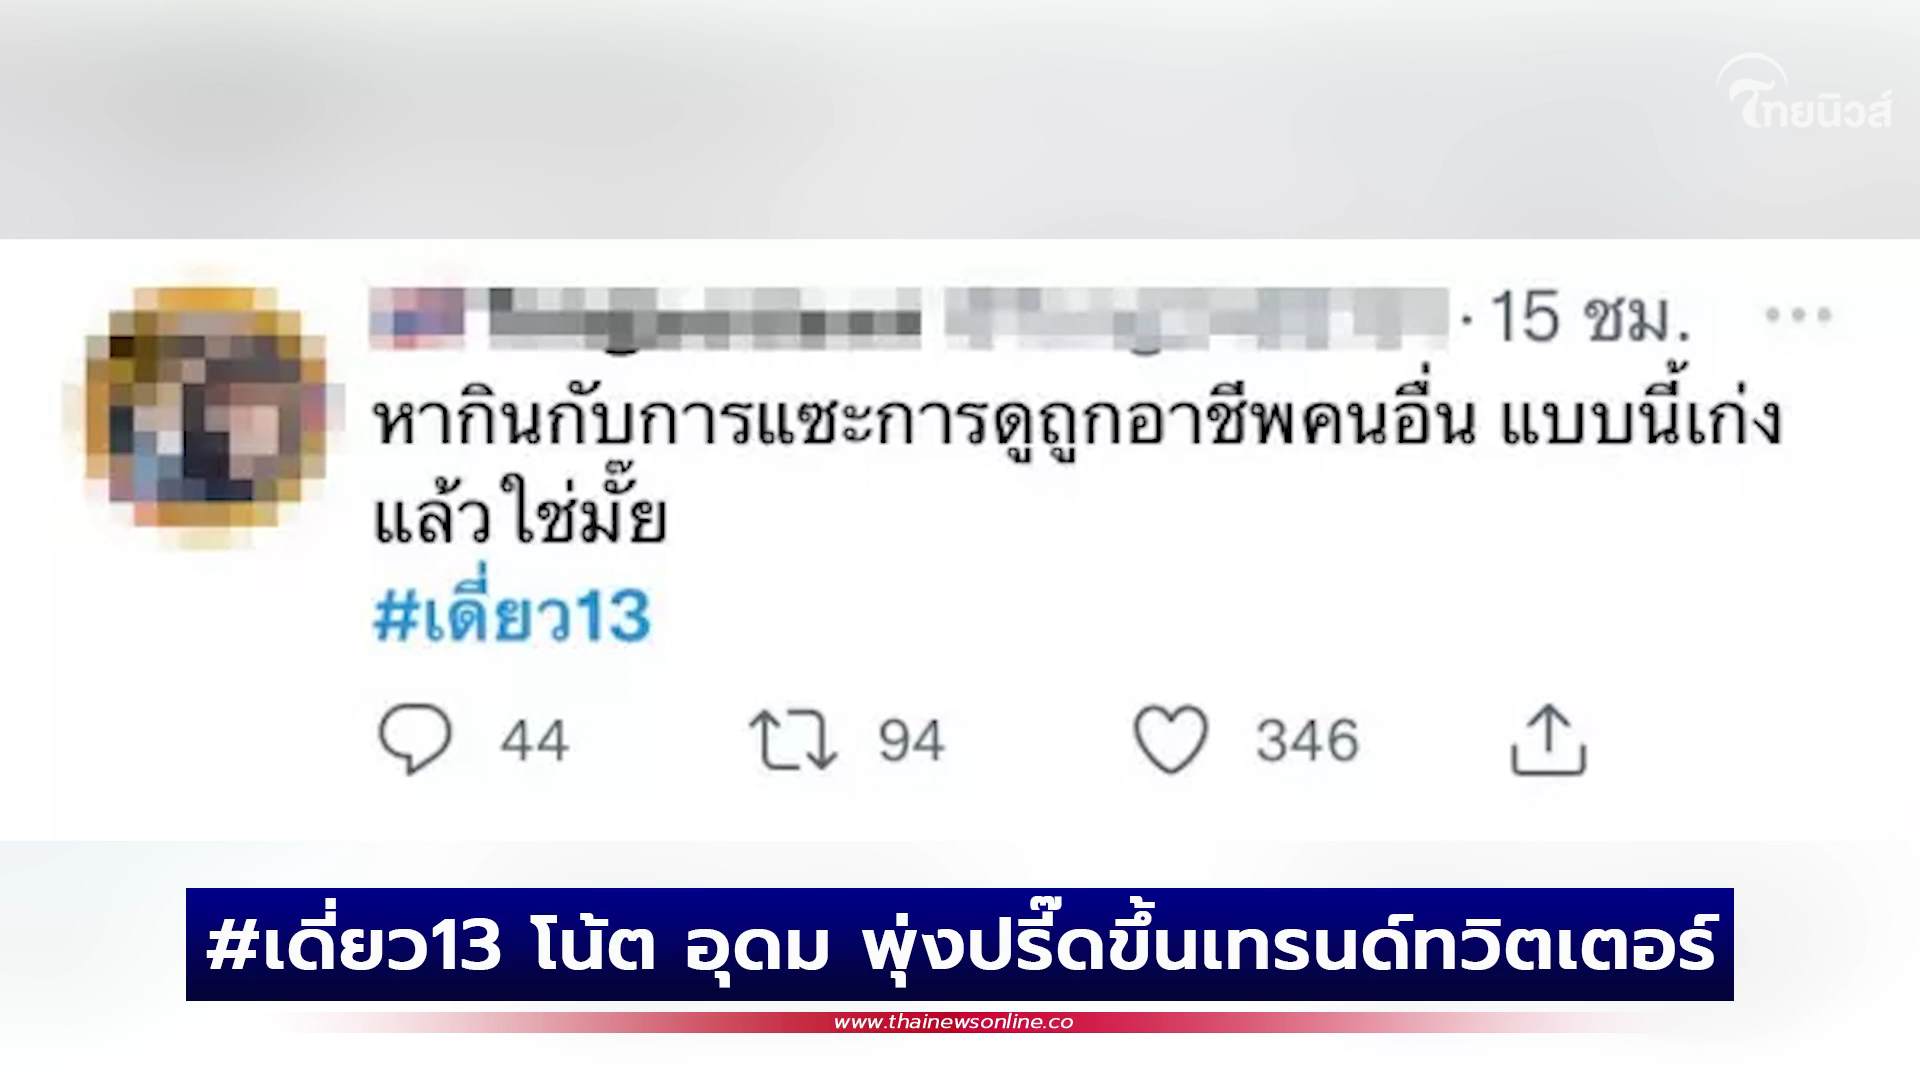 ไทยนิวส์
· 15 ชม.
หากินกับการแซะการดูถูกอาชีพคนอื่น แบบนี้เก่ง
แล้วใช่มั๊ย
#เดี่ยว13
44 94 346
#เดี่ยว13 โน้ต อุดม พุ่งปรี๊ดขึ้นเทรนด์ทวิตเตอร์
www.thainewsonline.co